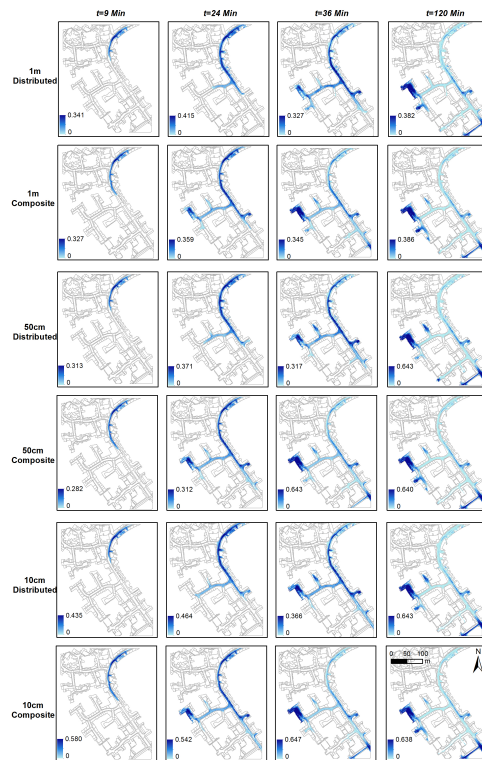 t=9 Min t=24 Min t=36 Min t=120 Min
1m
Distributed
0.341 0.415 0.327 0.382
0 0 0 0
1m
Composite
0.327 0.359 0.345 0.386
0 0 0 0
50cm
Distributed
0.313 0.371 0.317 0.643
0 0 0 0
50cm
Composite
0.282 0.312 0.643 0.640
0 0 0 0
10cm
Distributed
0.435 0.464 0.366 0.643
0 0 0 0
10cm
Composite
0 50 100
m
N
0.580 0.542 0.647 0.638
0 0 0 0